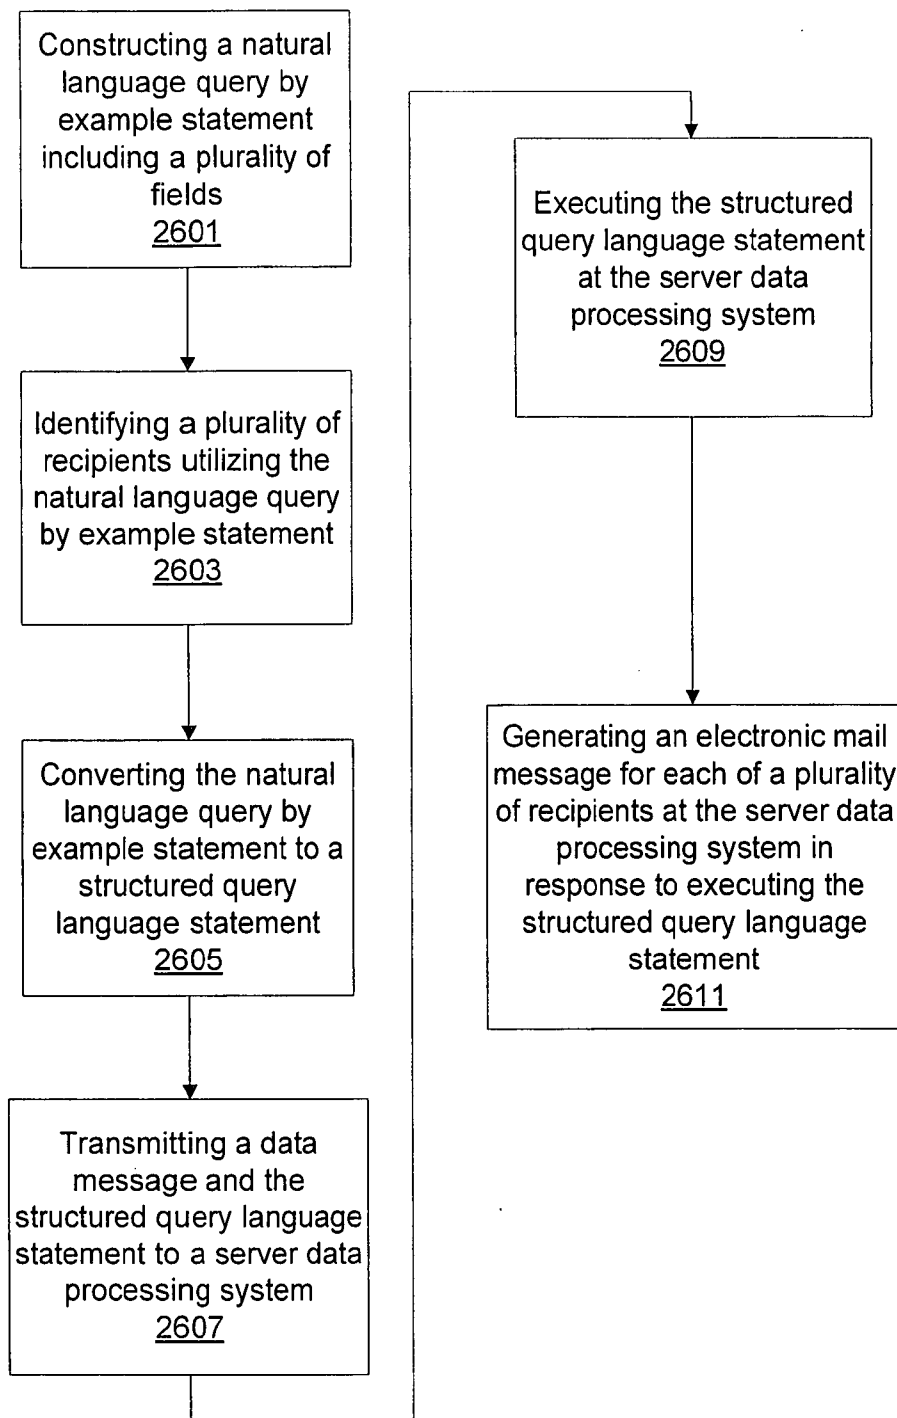 Constructing a natural
language query by
example statement
including a plurality of
fields
2601
Identifying a plurality of
recipients utilizing the
natural language query
by example statement
2603
Converting the natural
language query by
example statement to a
structured query
language statement
2605
Transmitting a data
message and the
structured query language
statement to a server data
processing system
2607
Executing the structured
query language statement
at the server data
processing system
2609
Generating an electronic mail
message for each of a plurality
of recipients at the server data
processing system in
response to executing the
structured query language
statement
2611